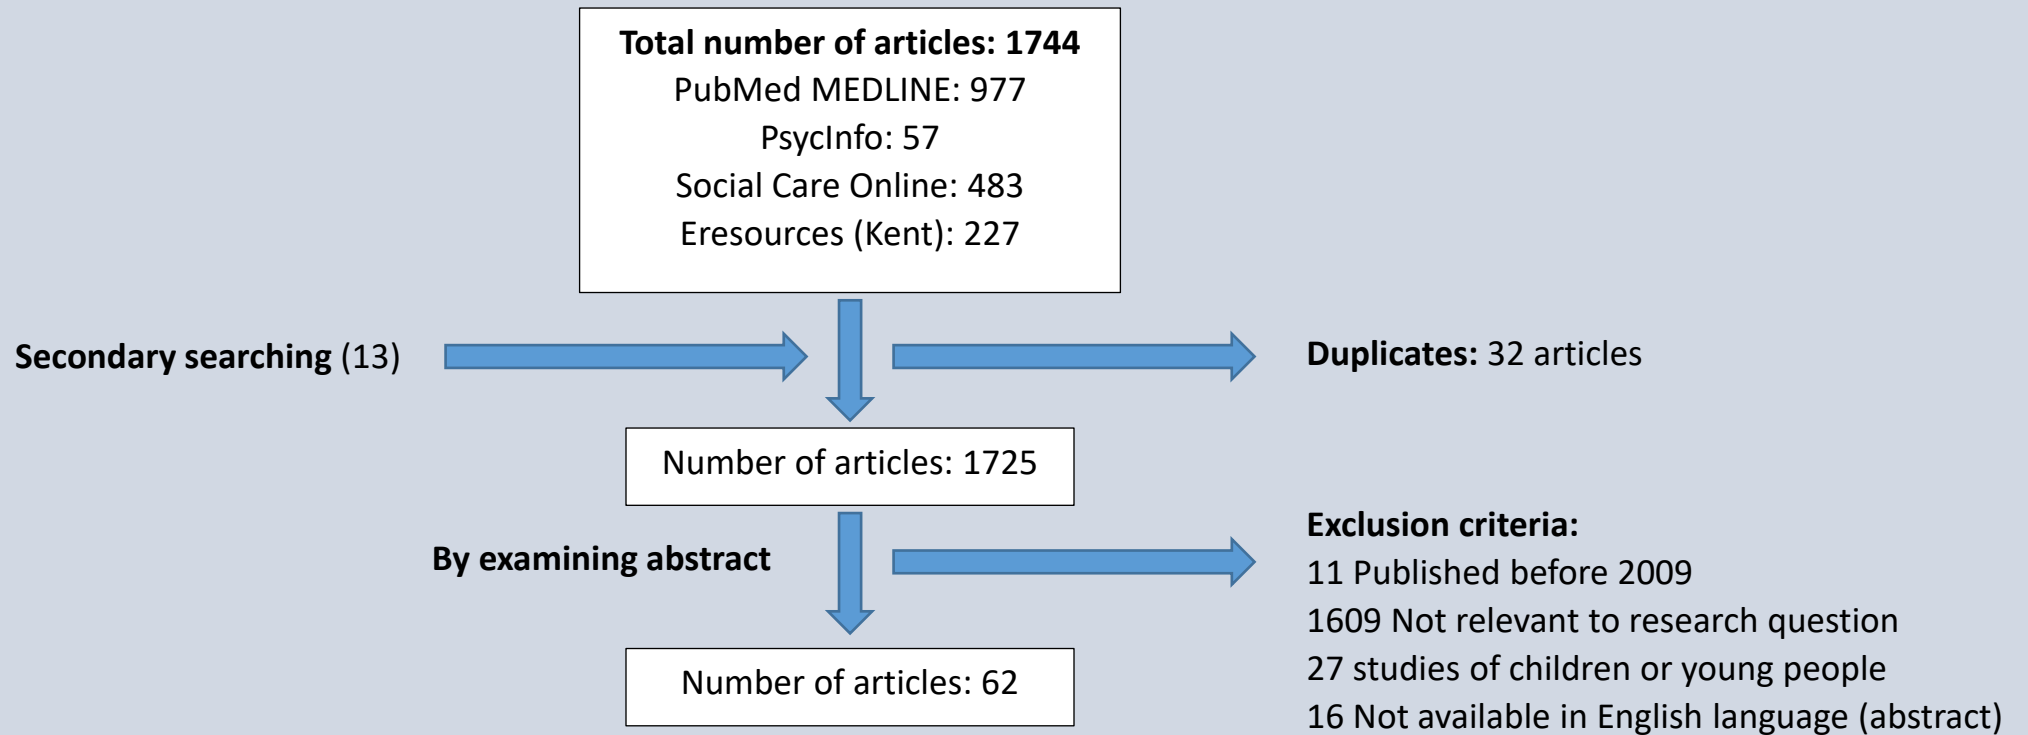 Total number of articles: 1744
PubMed MEDLINE: 977
PsycInfo: 57
Social Care Online: 483
Eresources (Kent): 227
Secondary searching (13)
Duplicates: 32 articles
Number of articles: 1725
By examining abstract
Exclusion criteria:
11 Published before 2009
1609 Not relevant to research question
27 studies of children or young people
16 Not available in English language (abstract)
Number of articles: 62